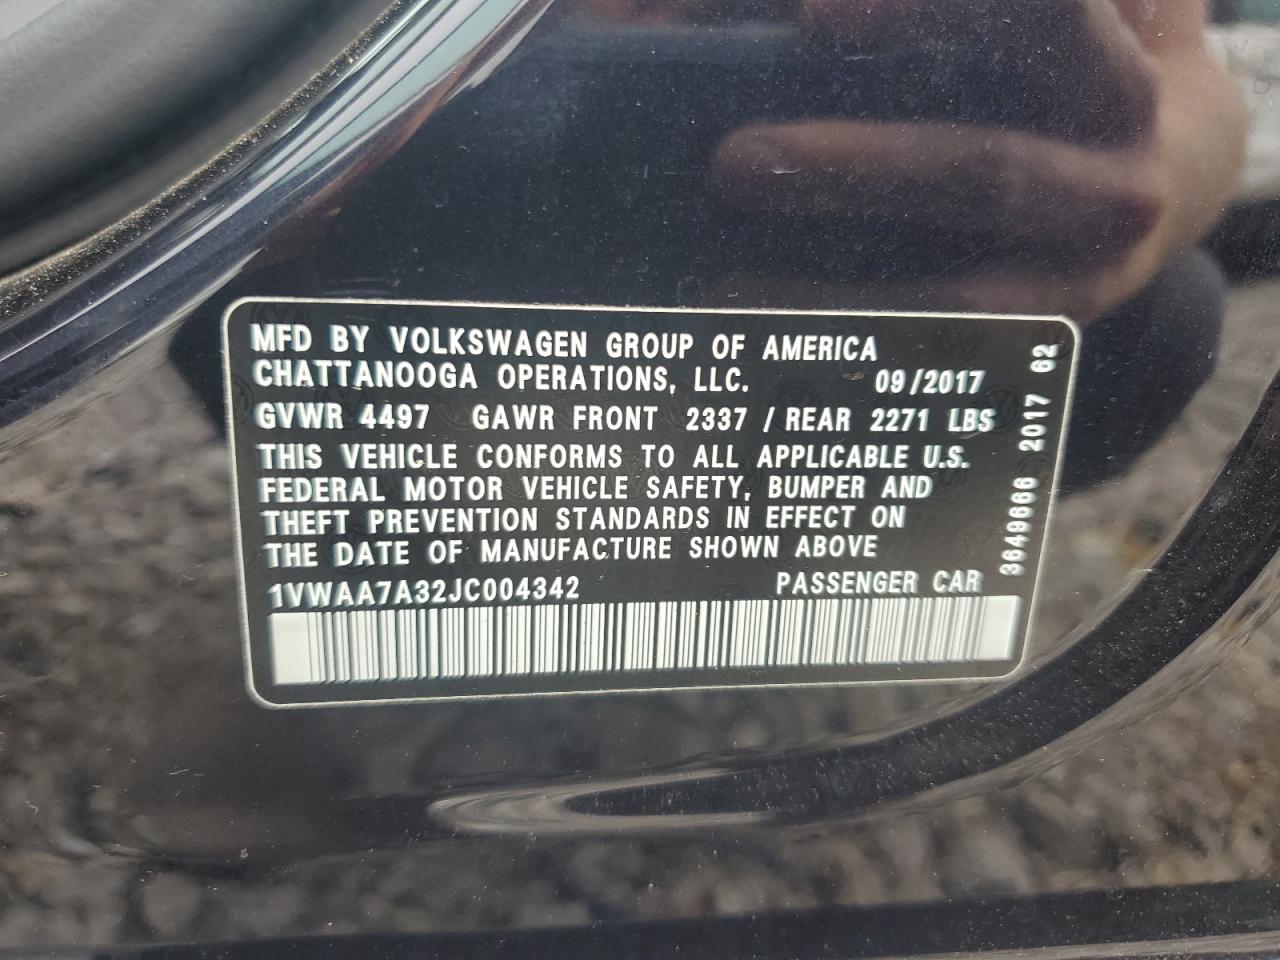 MFD BY VOLKSWAGEN GROUP OF AMERICA
CHATTANOOGA OPERATIONS, LLC. 09/2017
GVWR 4497 GAWR FRONT 2337 / REAR 2271 LBS
THIS VEHICLE CONFORMS TO ALL APPLICABLE U.S.
FEDERAL MOTOR VEHICLE SAFETY, BUMPER AND
THEFT PREVENTION STANDARDS IN EFFECT ON
THE DATE OF MANUFACTURE SHOWN ABOVE
1VWAA7A32JC004342 PASSENGER CAR
3649666 2017 62